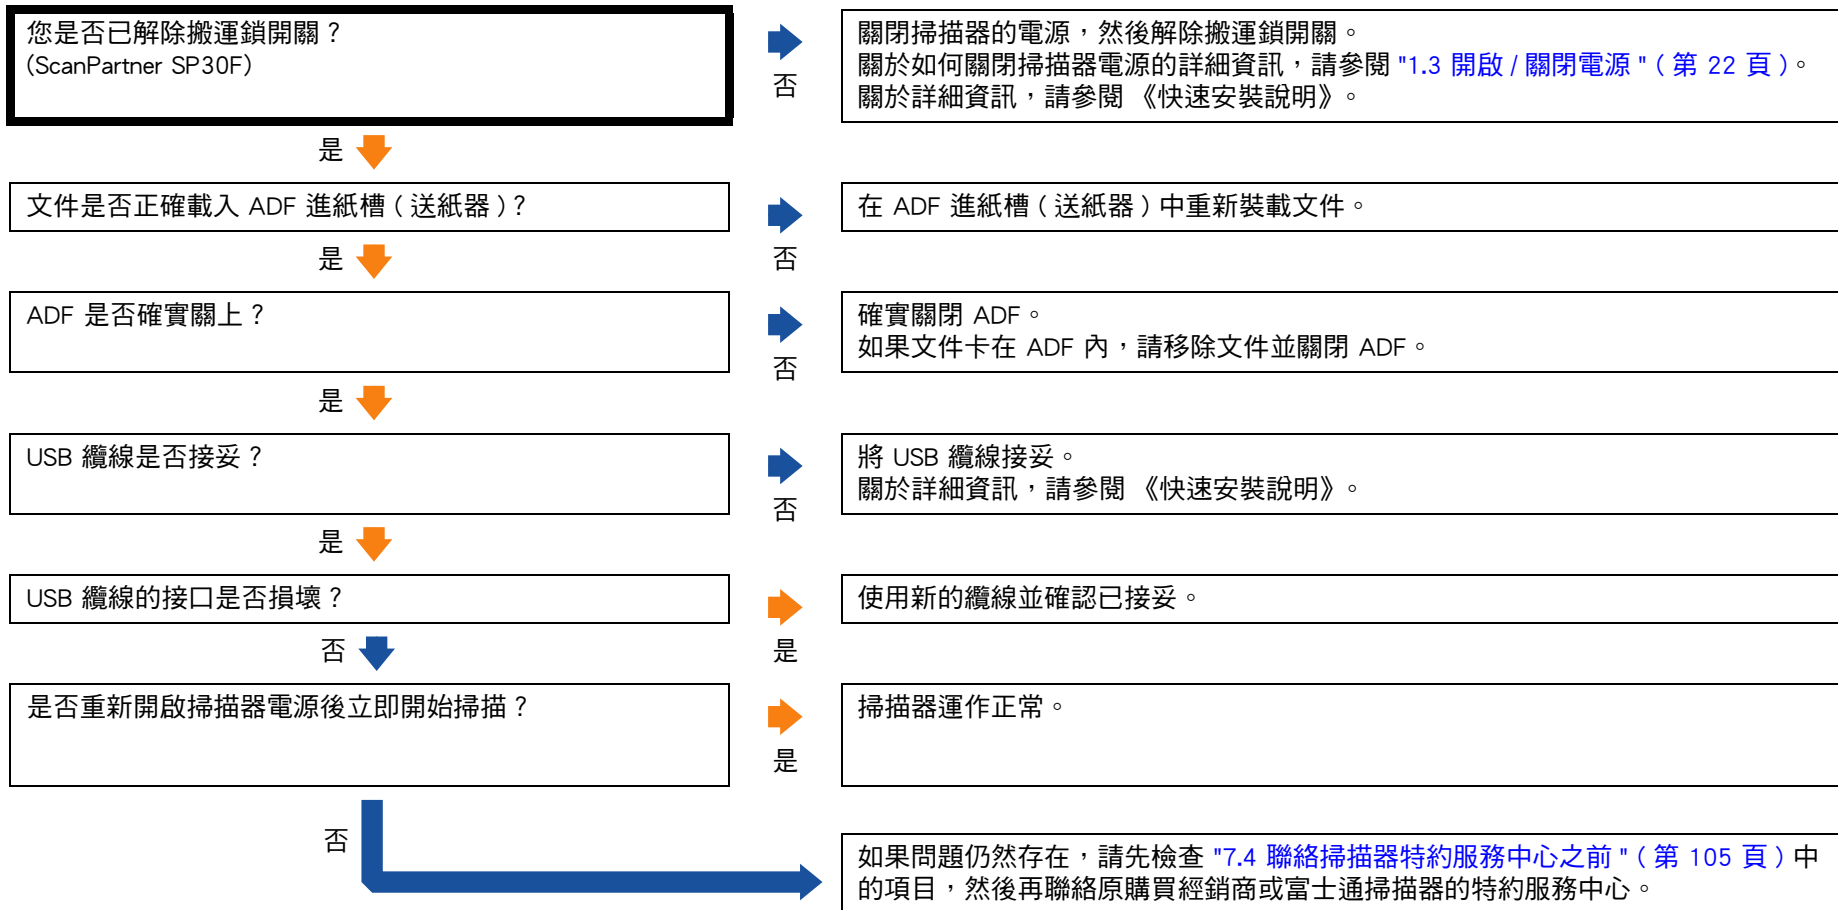 您是否已解除搬運鎖開關？
(ScanPartner SP30F)
否
關閉掃描器的電源，然後解除搬運鎖開關。
關於如何關閉掃描器電源的詳細資訊，請參閱 "1.3 開啟 / 關閉電源 " ( 第 22 頁 )。
關於詳細資訊，請參閱 《快速安裝說明》。
是
文件是否正確載入 ADF 進紙槽 ( 送紙器 )？
否
在 ADF 進紙槽 ( 送紙器 ) 中重新裝載文件。
是
ADF 是否確實關上？
否
確實關閉 ADF。
如果文件卡在 ADF 內，請移除文件並關閉 ADF。
是
USB 纜線是否接妥？
否
將 USB 纜線接妥。
關於詳細資訊，請參閱 《快速安裝說明》。
是
USB 纜線的接口是否損壞？
是
使用新的纜線並確認已接妥。
否
是否重新開啟掃描器電源後立即開始掃描？
是
掃描器運作正常。
否
如果問題仍然存在，請先檢查 "7.4 聯絡掃描器特約服務中心之前 " ( 第 105 頁 ) 中
的項目，然後再聯絡原購買經銷商或富士通掃描器的特約服務中心。